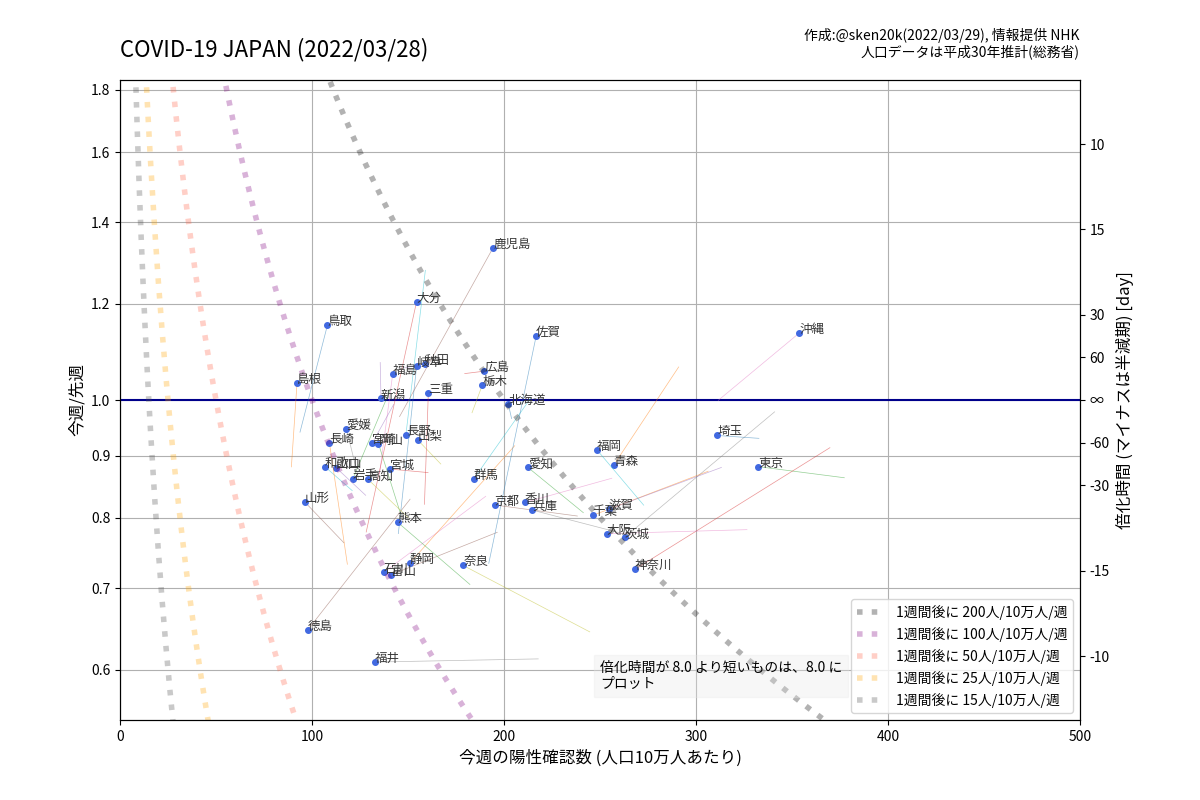 COVID-19 JAPAN (2022/03/28)
作成:@sken20k(2022/03/29), 情報提供 NHK
人口データは平成30年推計(総務省)
1.8
1.6
1.4
1.2
1.0
0.9
0.8
0.7
0.6
今週/先週
10
15
30
60
∞
-60
-30
-15
-10
倍化時間 (マイナスは半減期) [day]
0
100
200
300
400
500
今週の陽性確認数 (人口10万人あたり)
鹿児島
大分
鳥取
佐賀
沖縄
秋田
福島
広島
島根
栃木
新潟
三重
北海道
愛媛
長野
山梨
長崎
埼玉
福岡
青森
愛知
東京
和歌山
宮城
岩手
高知
群馬
山形
京都
香川
兵庫
千葉
滋賀
熊本
大阪
茨城
静岡
奈良
神奈川
石川
徳島
福井
倍化時間が 8.0 より短いものは、8.0 に
プロット
1週間後に 200人/10万人/週
1週間後に 100人/10万人/週
1週間後に 50人/10万人/週
1週間後に 25人/10万人/週
1週間後に 15人/10万人/週